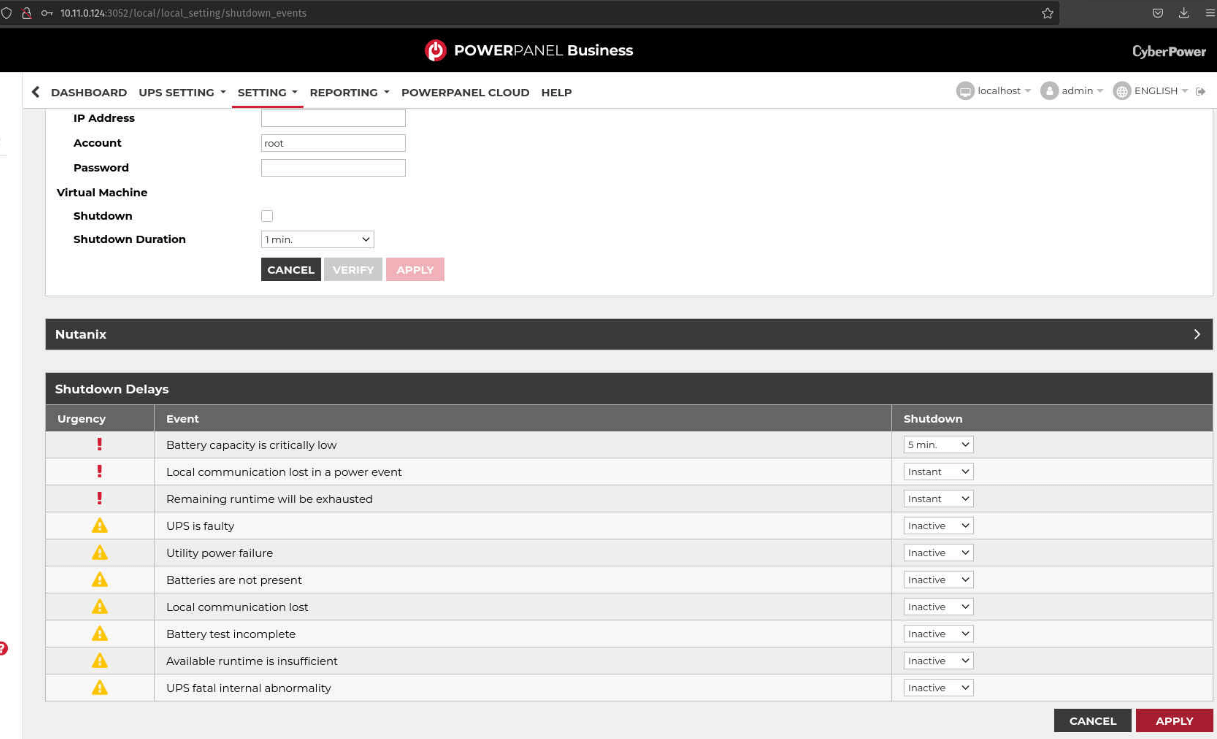 10.11.0.124:3052/local/local_setting/shutdown_events
POWERPANEL Business
CyberPower
DASHBOARD UPS SETTING SETTING REPORTING POWERPANEL CLOUD HELP localhost admin ENGLISH
IP Address
Account root
Password
Virtual Machine
Shutdown
Shutdown Duration 1 min.
CANCEL VERIFY APPLY
Nutanix
Shutdown Delays
Urgency Event Shutdown
! Battery capacity is critically low 5 min.
! Local communication lost in a power event Instant
! Remaining runtime will be exhausted Instant
UPS is faulty Inactive
Utility power failure Inactive
Batteries are not present Inactive
Local communication lost Inactive
Battery test incomplete Inactive
Available runtime is insufficient Inactive
UPS fatal internal abnormality Inactive
CANCEL APPLY